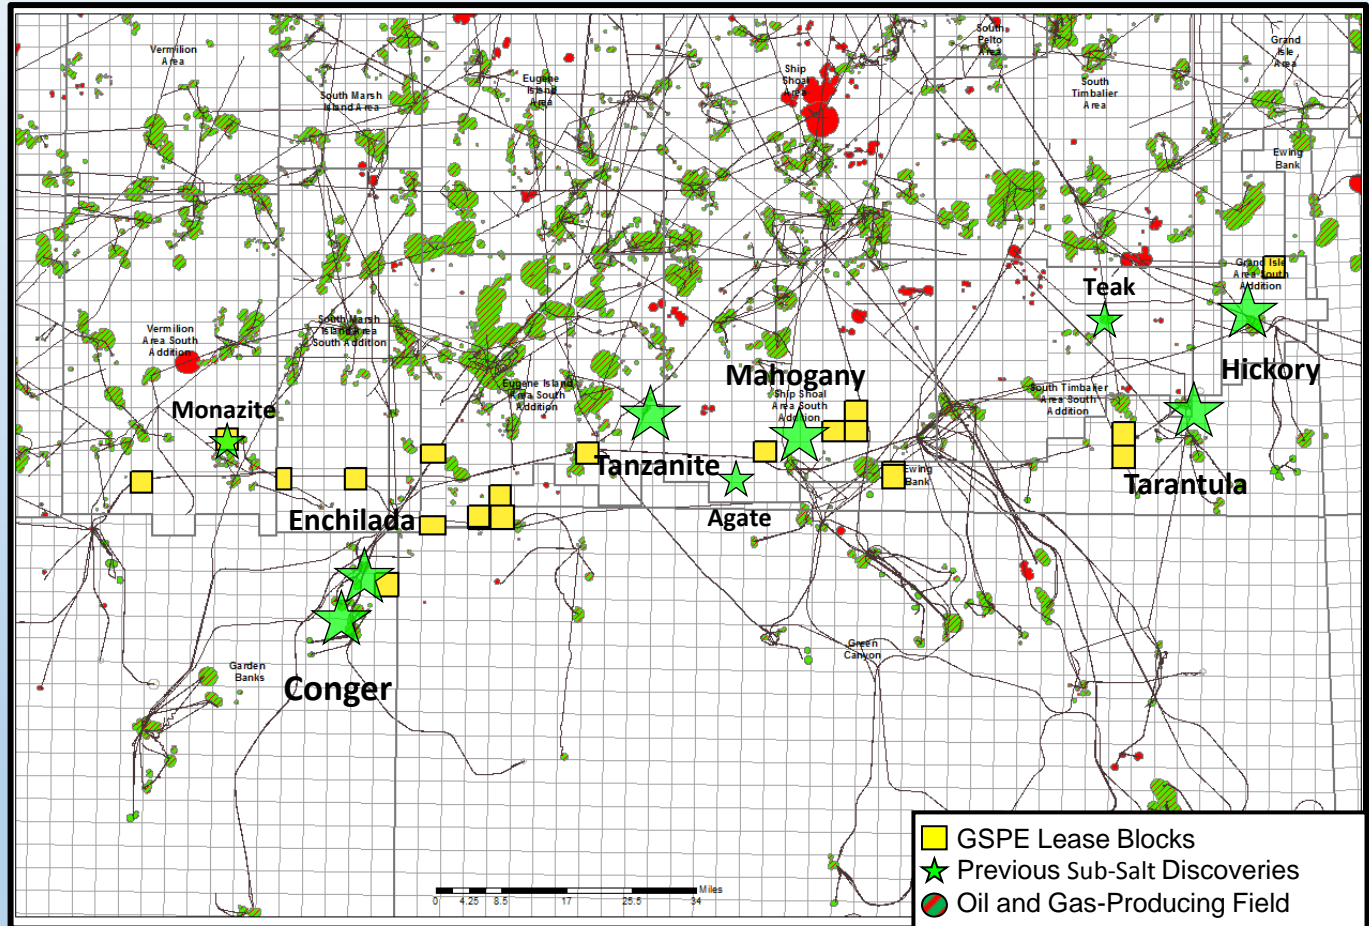 Vermilion
Area
South Marsh
Island Area
Eugene
Island
Area
Ship
Shoal
Area
South
Pelto
Area
South
Timbalier
Area
Grand
Isle
Area
Ewing
Bank
Grand Isle
Area South
Addition
Teak
Hickory
Vermilion
Area South
Addition
South Marsh
Island Area
South Addition
Eugene Island
Area South
Addition
Mahogany
Ship Shoal
Area South
Addition
South Timbalier
Area South
Addition
Monazite
Tanzanite
Ewing
Bank
Tarantula
Enchilada
Agate
Green
Canyon
Garden
Banks
Conger
Miles
0 4.25 8.5 17 25.5 34
GSPE Lease Blocks
Previous Sub-Salt Discoveries
Oil and Gas-Producing Field